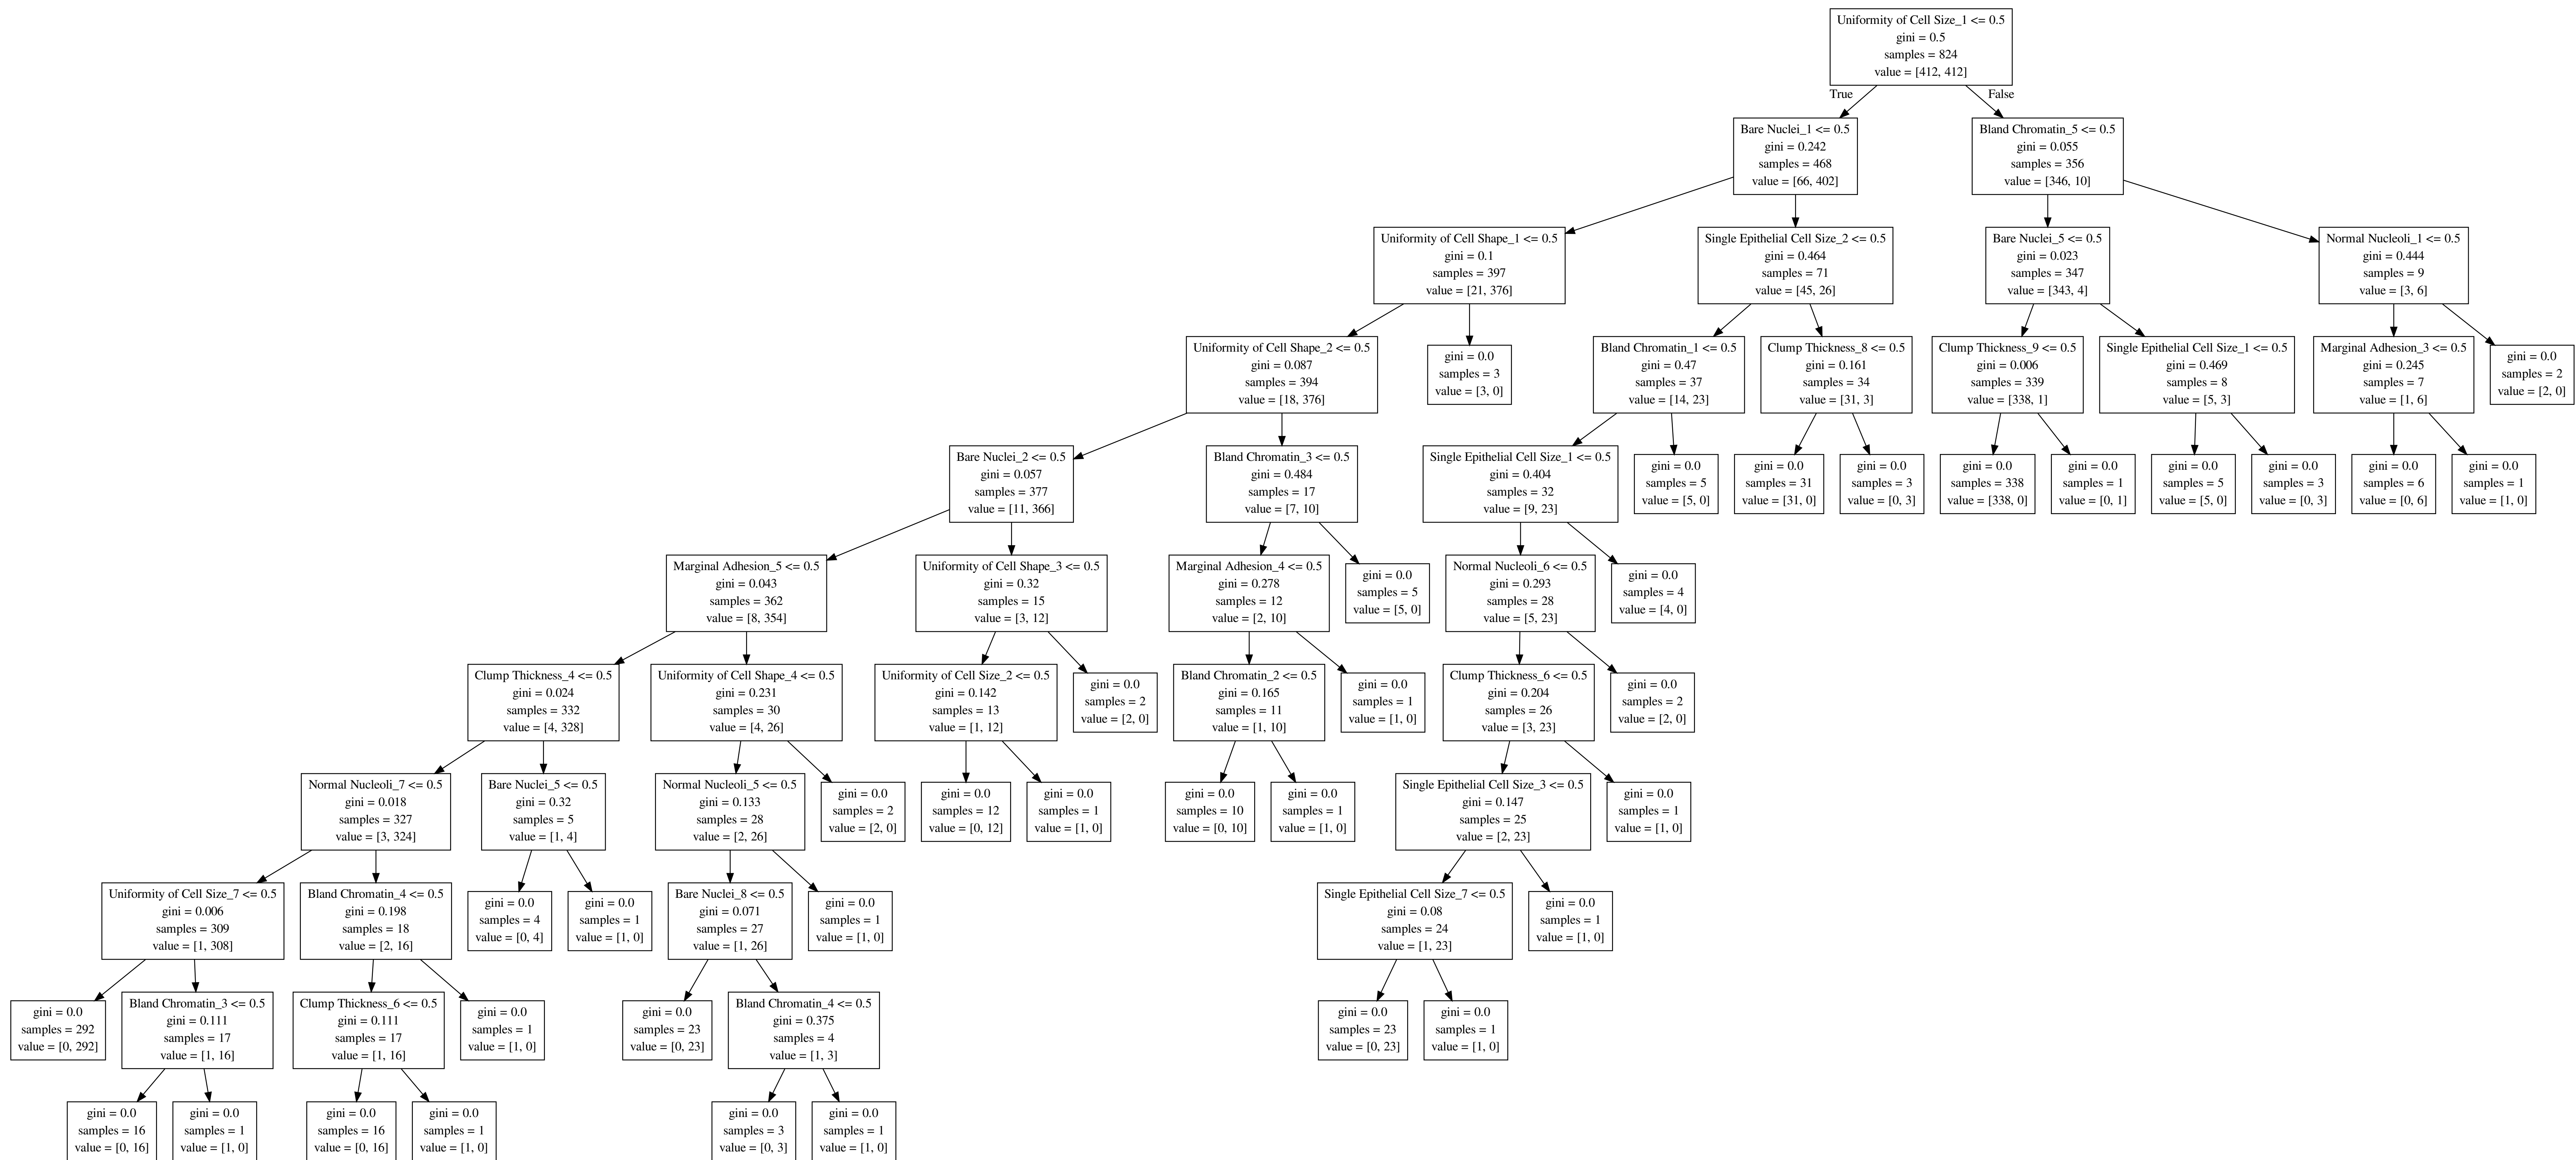 Uniformity of Cell Size_1 <= 0.5
gini = 0.5
samples = 824
value = [412, 412]
True
False
Bare Nuclei_1 <= 0.5
gini = 0.242
samples = 468
value = [66, 402]
Bland Chromatin_5 <= 0.5
gini = 0.055
samples = 356
value = [346, 10]
Uniformity of Cell Shape_1 <= 0.5
gini = 0.1
samples = 397
value = [21, 376]
Single Epithelial Cell Size_2 <= 0.5
gini = 0.464
samples = 71
value = [45, 26]
Bare Nuclei_5 <= 0.5
gini = 0.023
samples = 347
value = [343, 4]
Normal Nucleoli_1 <= 0.5
gini = 0.444
samples = 9
value = [3, 6]
Uniformity of Cell Shape_2 <= 0.5
gini = 0.087
samples = 394
value = [18, 376]
gini = 0.0
samples = 3
value = [3, 0]
Bland Chromatin_1 <= 0.5
gini = 0.47
samples = 37
value = [14, 23]
Clump Thickness_8 <= 0.5
gini = 0.161
samples = 34
value = [31, 3]
Clump Thickness_9 <= 0.5
gini = 0.006
samples = 339
value = [338, 1]
Single Epithelial Cell Size_1 <= 0.5
gini = 0.469
samples = 8
value = [5, 3]
Marginal Adhesion_3 <= 0.5
gini = 0.245
samples = 7
value = [1, 6]
gini = 0.0
samples = 2
value = [2, 0]
Bare Nuclei_2 <= 0.5
gini = 0.057
samples = 377
value = [11, 366]
Bland Chromatin_3 <= 0.5
gini = 0.484
samples = 17
value = [7, 10]
Single Epithelial Cell Size_1 <= 0.5
gini = 0.404
samples = 32
value = [9, 23]
gini = 0.0
samples = 5
value = [5, 0]
gini = 0.0
samples = 31
value = [31, 0]
gini = 0.0
samples = 3
value = [0, 3]
gini = 0.0
samples = 338
value = [338, 0]
gini = 0.0
samples = 1
value = [0, 1]
gini = 0.0
samples = 5
value = [5, 0]
gini = 0.0
samples = 3
value = [0, 3]
gini = 0.0
samples = 6
value = [0, 6]
gini = 0.0
samples = 1
value = [1, 0]
Marginal Adhesion_5 <= 0.5
gini = 0.043
samples = 362
value = [8, 354]
Uniformity of Cell Shape_3 <= 0.5
gini = 0.32
samples = 15
value = [3, 12]
Marginal Adhesion_4 <= 0.5
gini = 0.278
samples = 12
value = [2, 10]
gini = 0.0
samples = 5
value = [5, 0]
Normal Nucleoli_6 <= 0.5
gini = 0.293
samples = 28
value = [5, 23]
gini = 0.0
samples = 4
value = [4, 0]
Clump Thickness_4 <= 0.5
gini = 0.024
samples = 332
value = [4, 328]
Uniformity of Cell Shape_4 <= 0.5
gini = 0.231
samples = 30
value = [4, 26]
Uniformity of Cell Size_2 <= 0.5
gini = 0.142
samples = 13
value = [1, 12]
gini = 0.0
samples = 2
value = [2, 0]
Bland Chromatin_2 <= 0.5
gini = 0.165
samples = 11
value = [1, 10]
gini = 0.0
samples = 1
value = [1, 0]
Clump Thickness_6 <= 0.5
gini = 0.204
samples = 26
value = [3, 23]
gini = 0.0
samples = 2
value = [2, 0]
Normal Nucleoli_7 <= 0.5
gini = 0.018
samples = 327
value = [3, 324]
Bare Nuclei_5 <= 0.5
gini = 0.32
samples = 5
value = [1, 4]
Normal Nucleoli_5 <= 0.5
gini = 0.133
samples = 28
value = [2, 26]
gini = 0.0
samples = 2
value = [2, 0]
gini = 0.0
samples = 12
value = [0, 12]
gini = 0.0
samples = 1
value = [1, 0]
gini = 0.0
samples = 10
value = [0, 10]
gini = 0.0
samples = 1
value = [1, 0]
Single Epithelial Cell Size_3 <= 0.5
gini = 0.147
samples = 25
value = [2, 23]
gini = 0.0
samples = 1
value = [1, 0]
Uniformity of Cell Size_7 <= 0.5
gini = 0.006
samples = 309
value = [1, 308]
Bland Chromatin_4 <= 0.5
gini = 0.198
samples = 18
value = [2, 16]
gini = 0.0
samples = 4
value = [0, 4]
gini = 0.0
samples = 1
value = [1, 0]
Bare Nuclei_8 <= 0.5
gini = 0.071
samples = 27
value = [1, 26]
gini = 0.0
samples = 1
value = [1, 0]
Single Epithelial Cell Size_7 <= 0.5
gini = 0.08
samples = 24
value = [1, 23]
gini = 0.0
samples = 1
value = [1, 0]
gini = 0.0
samples = 292
value = [0, 292]
Bland Chromatin_3 <= 0.5
gini = 0.111
samples = 17
value = [1, 16]
Clump Thickness_6 <= 0.5
gini = 0.111
samples = 17
value = [1, 16]
gini = 0.0
samples = 1
value = [1, 0]
gini = 0.0
samples = 23
value = [0, 23]
Bland Chromatin_4 <= 0.5
gini = 0.375
samples = 4
value = [1, 3]
gini = 0.0
samples = 23
value = [0, 23]
gini = 0.0
samples = 1
value = [1, 0]
gini = 0.0
samples = 16
value = [0, 16]
gini = 0.0
samples = 1
value = [1, 0]
gini = 0.0
samples = 16
value = [0, 16]
gini = 0.0
samples = 1
value = [1, 0]
gini = 0.0
samples = 3
value = [0, 3]
gini = 0.0
samples = 1
value = [1, 0]